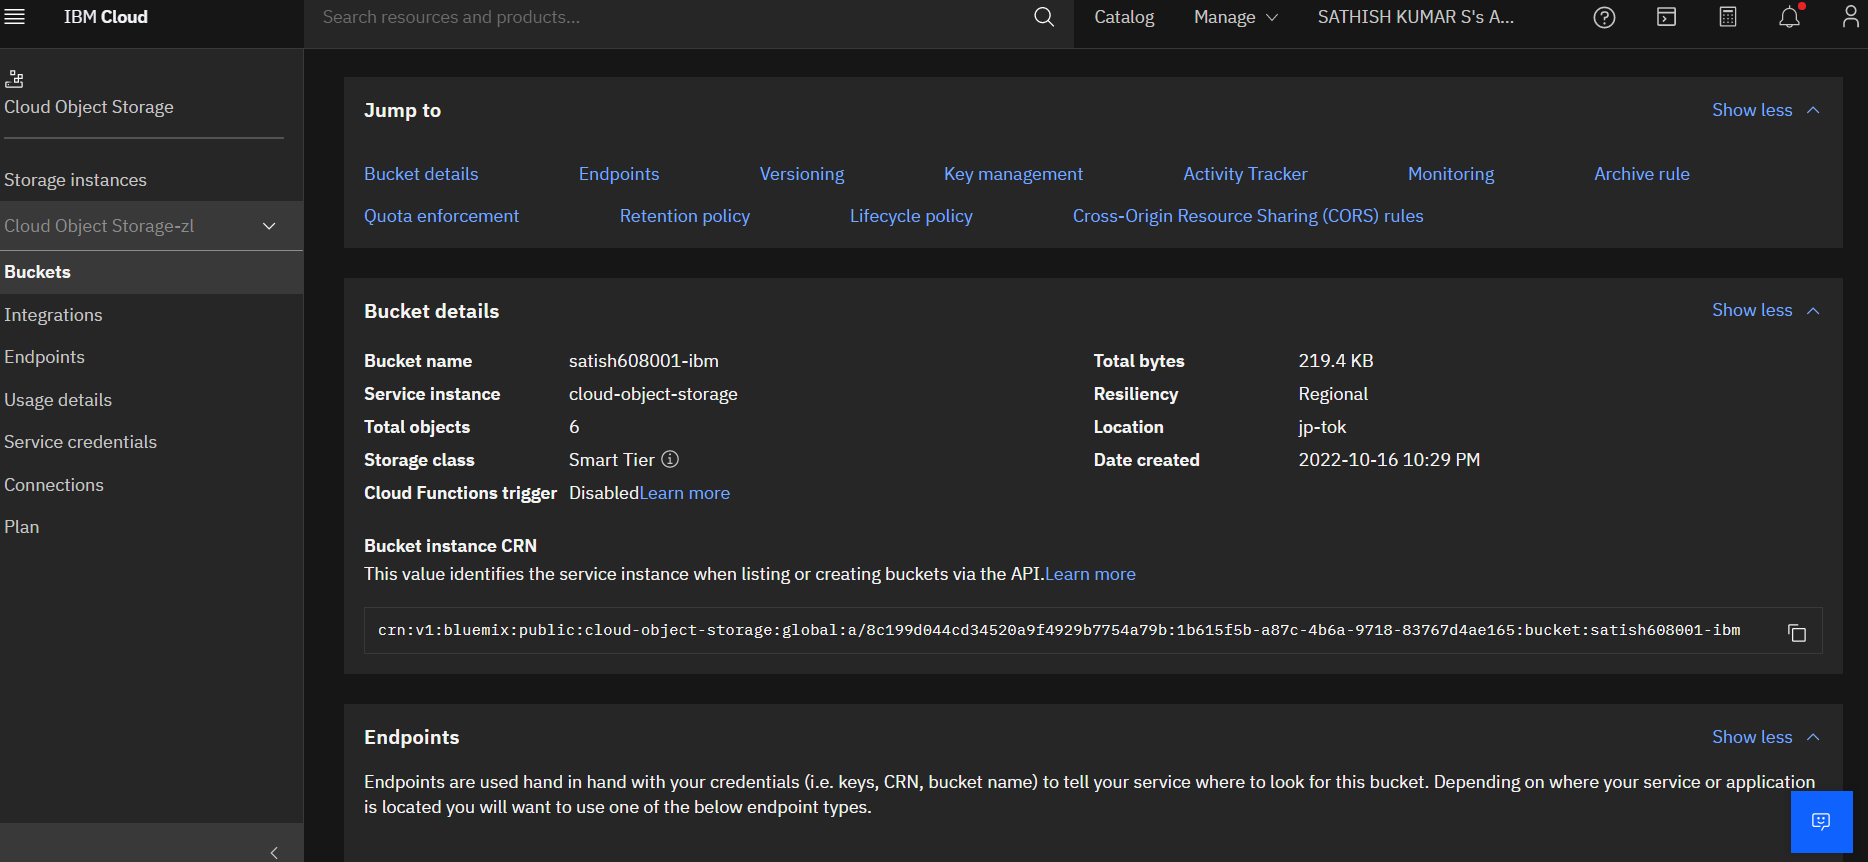 IBM Cloud
Search resources and products...
Catalog
Manage
SATHISH KUMAR S's A...
Cloud Object Storage
Storage instances
Cloud Object Storage-zl
Buckets
Integrations
Endpoints
Usage details
Service credentials
Connections
Plan
Jump to
Show less
Bucket details Endpoints Versioning Key management Activity Tracker Monitoring Archive rule
Quota enforcement Retention policy Lifecycle policy Cross-Origin Resource Sharing (CORS) rules
Bucket details
Show less
Bucket name satish608001-ibm
Service instance cloud-object-storage
Total objects 6
Storage class Smart Tier
Cloud Functions trigger DisabledLearn more
Total bytes 219.4 KB
Resiliency Regional
Location jp-tok
Date created 2022-10-16 10:29 PM
Bucket instance CRN
This value identifies the service instance when listing or creating buckets via the API.Learn more
crn:v1:bluemix:public:cloud-object-storage:global:a/8c199d044cd34520a9f4929b7754a79b:1b615f5b-a87c-4b6a-9718-83767d4ae165:bucket:satish608001-ibm
Endpoints
Show less
Endpoints are used hand in hand with your credentials (i.e. keys, CRN, bucket name) to tell your service where to look for this bucket. Depending on where your service or application
is located you will want to use one of the below endpoint types.